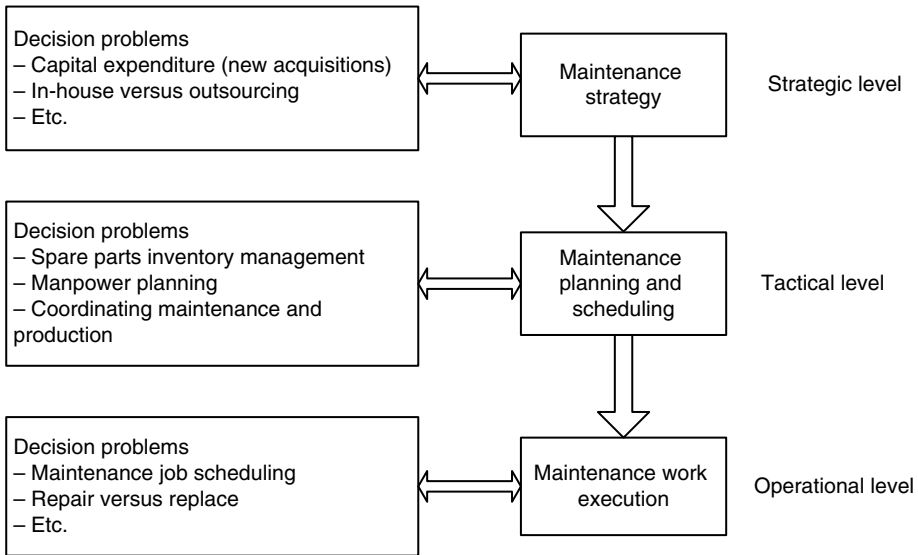 Decision problems
– Capital expenditure (new acquisitions)
– In-house versus outsourcing
– Etc.
Maintenance
strategy
Strategic level
Decision problems
– Spare parts inventory management
– Manpower planning
– Coordinating maintenance and
production
Maintenance
planning and
scheduling
Tactical level
Decision problems
– Maintenance job scheduling
– Repair versus replace
– Etc.
Maintenance work
execution
Operational level